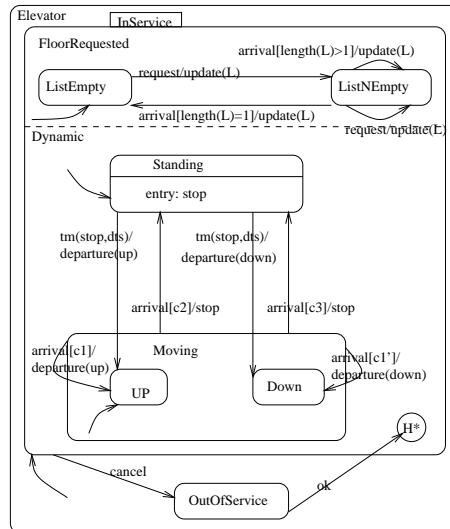 Elevator
InService
FloorRequested
arrival[length(L)>1]/update(L)
request/update(L)
ListEmpty
ListNEmpty
arrival[length(L)=1]/update(L)
request/update(L)
Dynamic
Standing
entry: stop
tm(stop,dts)/
departure(up)
tm(stop,dts)/
departure(down)
arrival[c2]/stop
arrival[c3]/stop
Moving
arrival[c1]/
departure(up)
arrival[c1']/
departure(down)
UP
Down
H*
cancel
ok
OutOfService